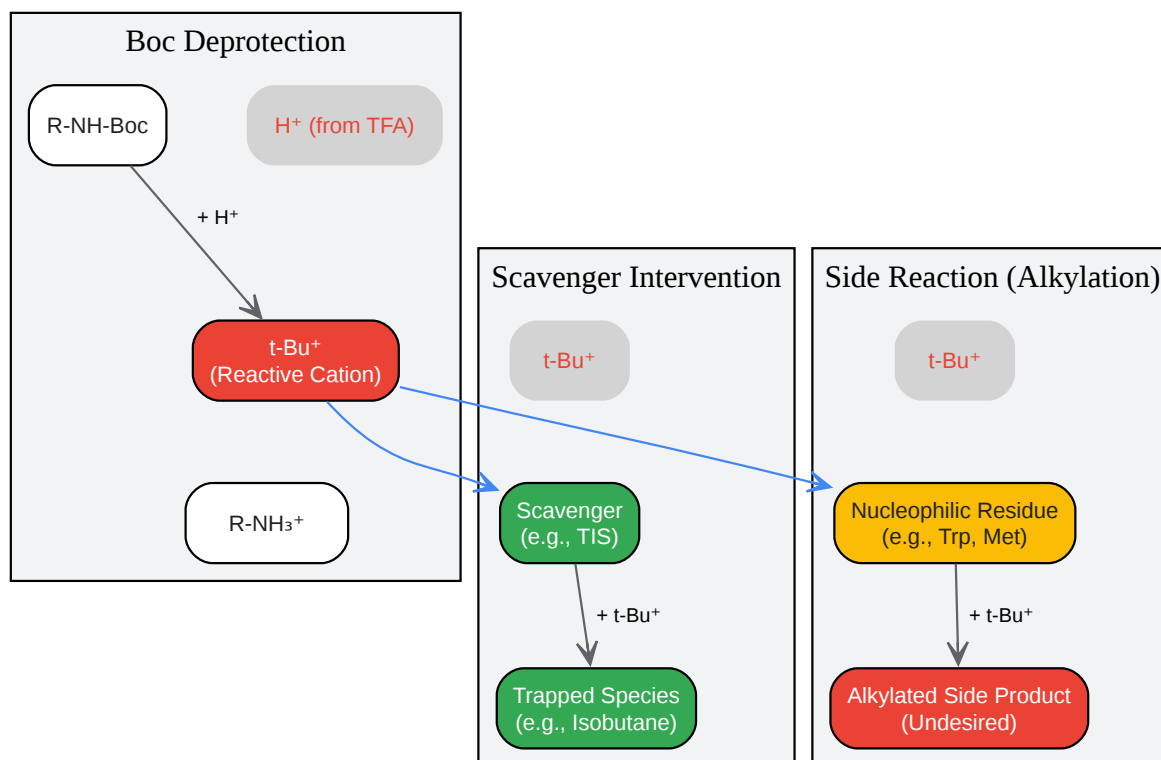 Boc Deprotection
R-NH-Boc
H⁺ (from TFA)
+ H⁺
t-Bu⁺
(Reactive Cation)
R-NH₃⁺
Scavenger Intervention
t-Bu⁺
Scavenger
(e.g., TIS)
+ t-Bu⁺
Trapped Species
(e.g., Isobutane)
Side Reaction (Alkylation)
t-Bu⁺
Nucleophilic Residue
(e.g., Trp, Met)
+ t-Bu⁺
Alkylated Side Product
(Undesired)